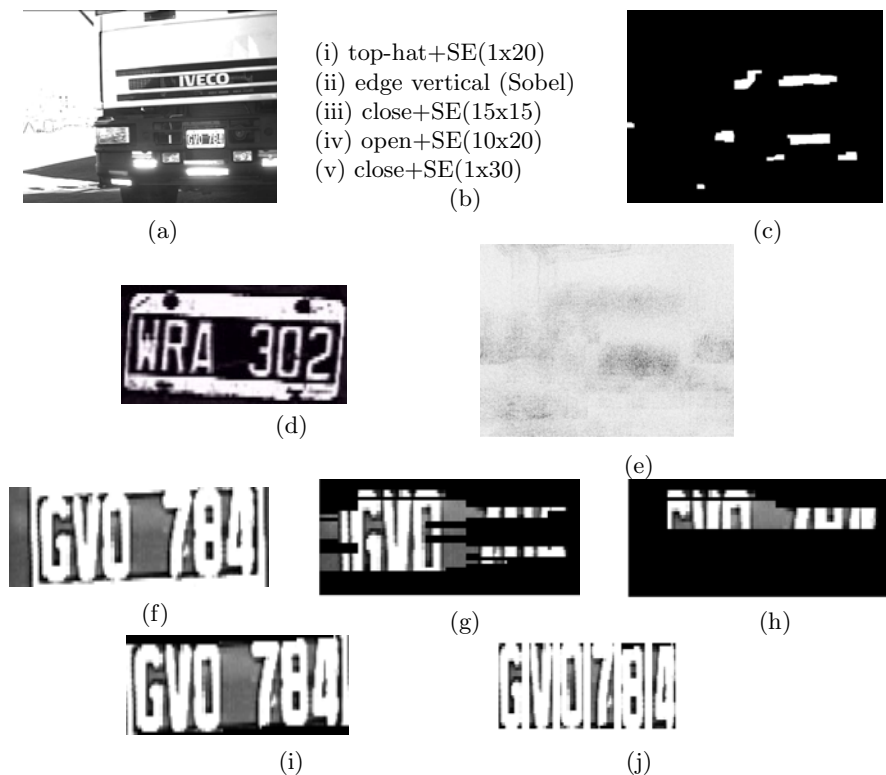 IVECO
GVO 784
(i) top-hat+SE(1x20)
(ii) edge vertical (Sobel)
(iii) close+SE(15x15)
(iv) open+SE(10x20)
(v) close+SE(1x30)
(b)
(a)
(c)
WRA 302
(d)
(e)
GVO 784
GVO
(f)
(g)
(h)
GVO 784
GVO784
(i)
(j)